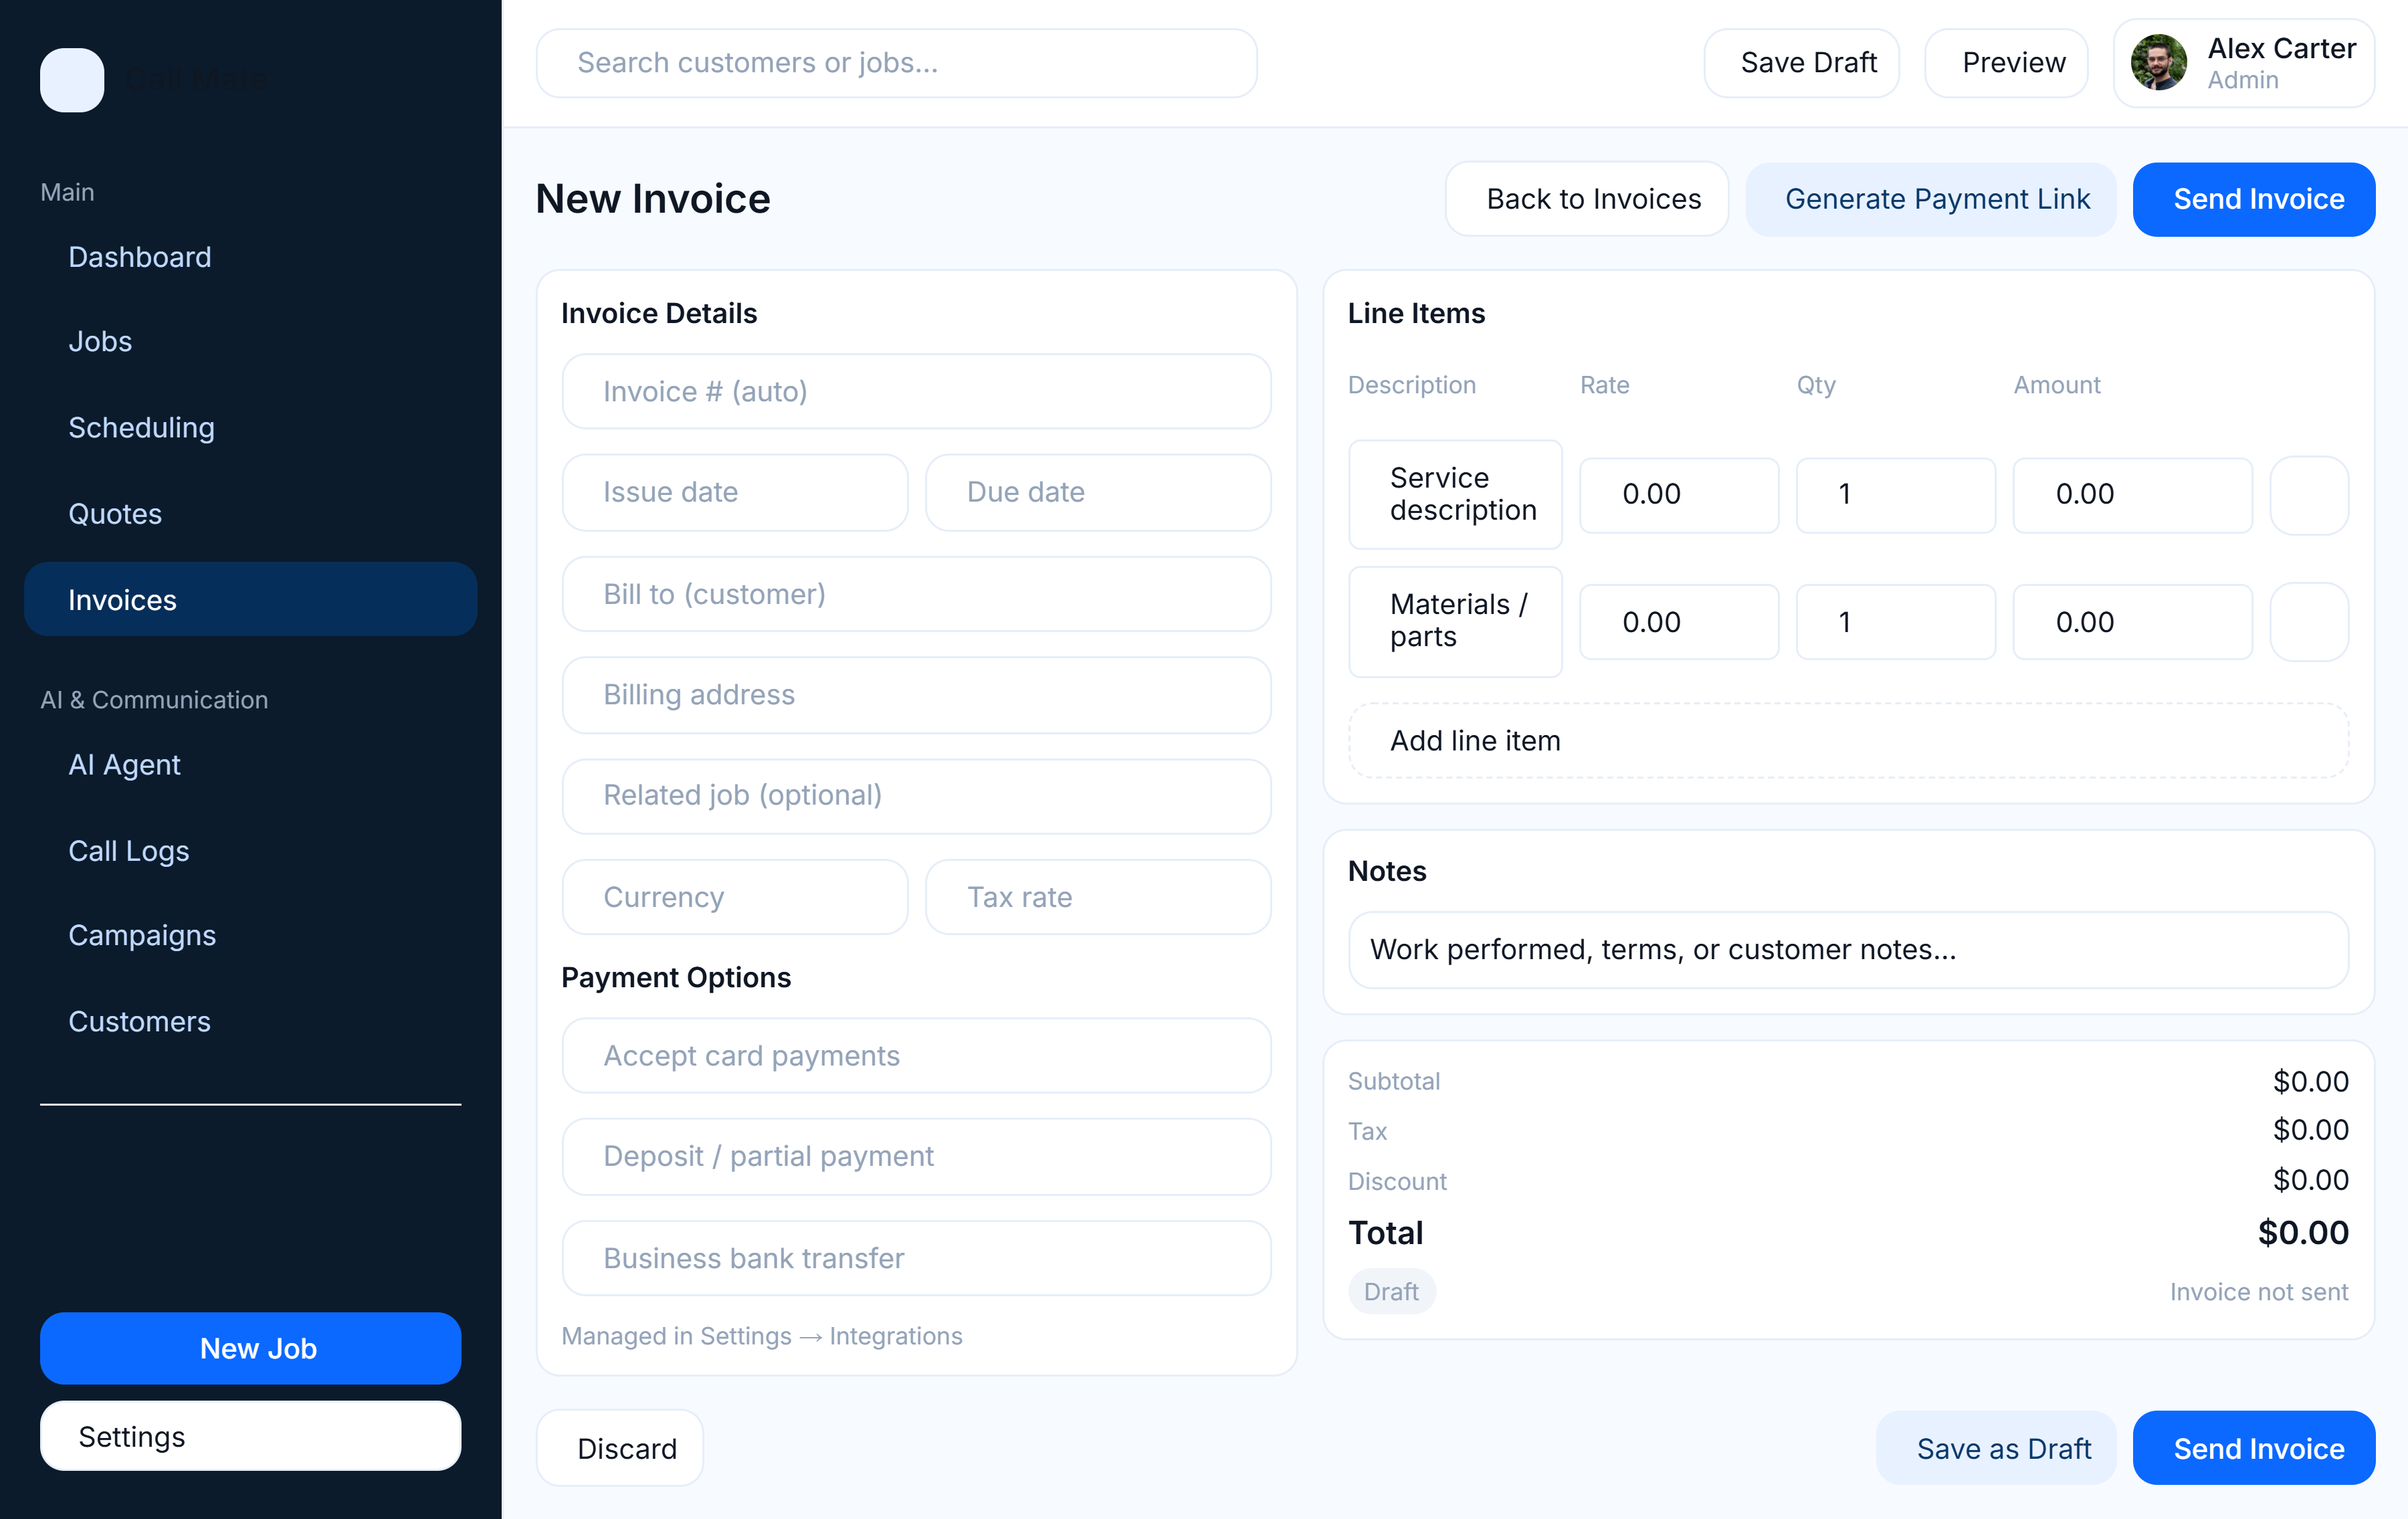 Call Mate
Main
Dashboard
Jobs
Scheduling
Quotes
Invoices
AI & Communication
AI Agent
Call Logs
Campaigns
Customers
New Job
Settings
Search customers or jobs...
Save Draft
Preview
Alex Carter
Admin
New Invoice
Back to Invoices
Generate Payment Link
Send Invoice
Invoice Details
Invoice # (auto)
Issue date
Due date
Bill to (customer)
Billing address
Related job (optional)
Currency
Tax rate
Payment Options
Accept card payments
Deposit / partial payment
Business bank transfer
Managed in Settings → Integrations
Line Items
Description
Rate
Qty
Amount
Service
description
0.00
1
0.00
Materials /
parts
0.00
1
0.00
Add line item
Notes
Work performed, terms, or customer notes...
Subtotal
$0.00
Tax
$0.00
Discount
$0.00
Total
$0.00
Draft
Invoice not sent
Discard
Save as Draft
Send Invoice